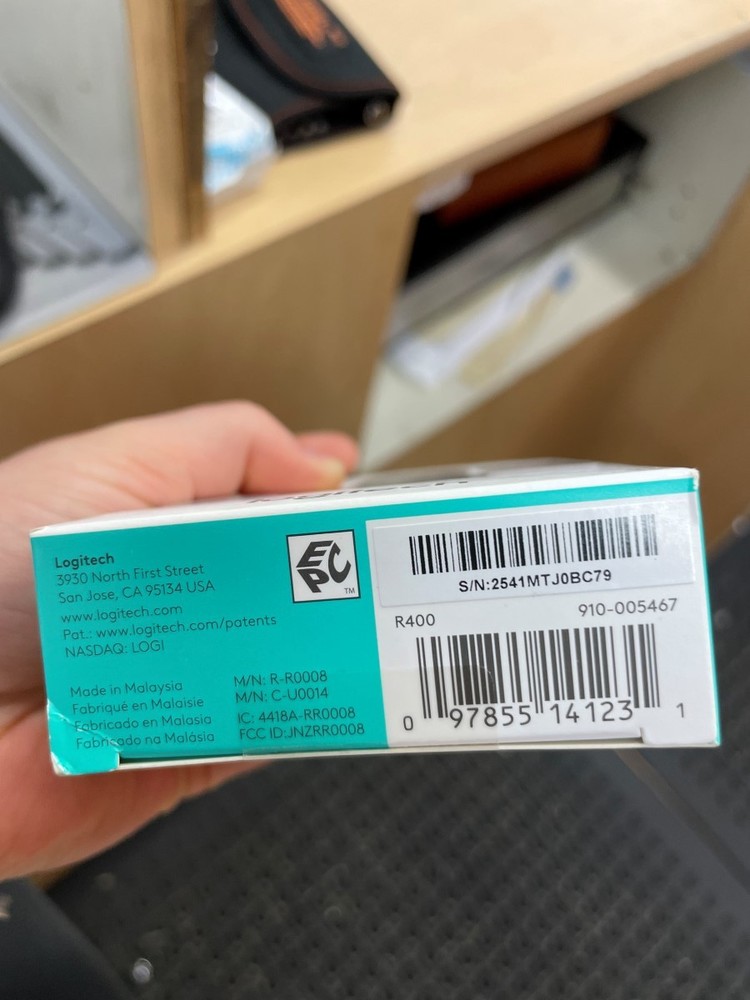 Logitech
3930 North First Street
San Jose, CA 95134 USA
www.logitech.com
Pat.: www.logitech.com/patents
NASDAQ: LOGI
Made in Malaysia
Fabriqué en Malaisie
Fabricado en Malasia
Fabricado na Malásia
M/N: R-R0008
M/N: C-U0014
IC: 4418A-RR0008
FCC ID:JNZRR0008
EPC
TM
S/N:2541MTJ0BC79
R400
910-005467
0 97855 14123 1